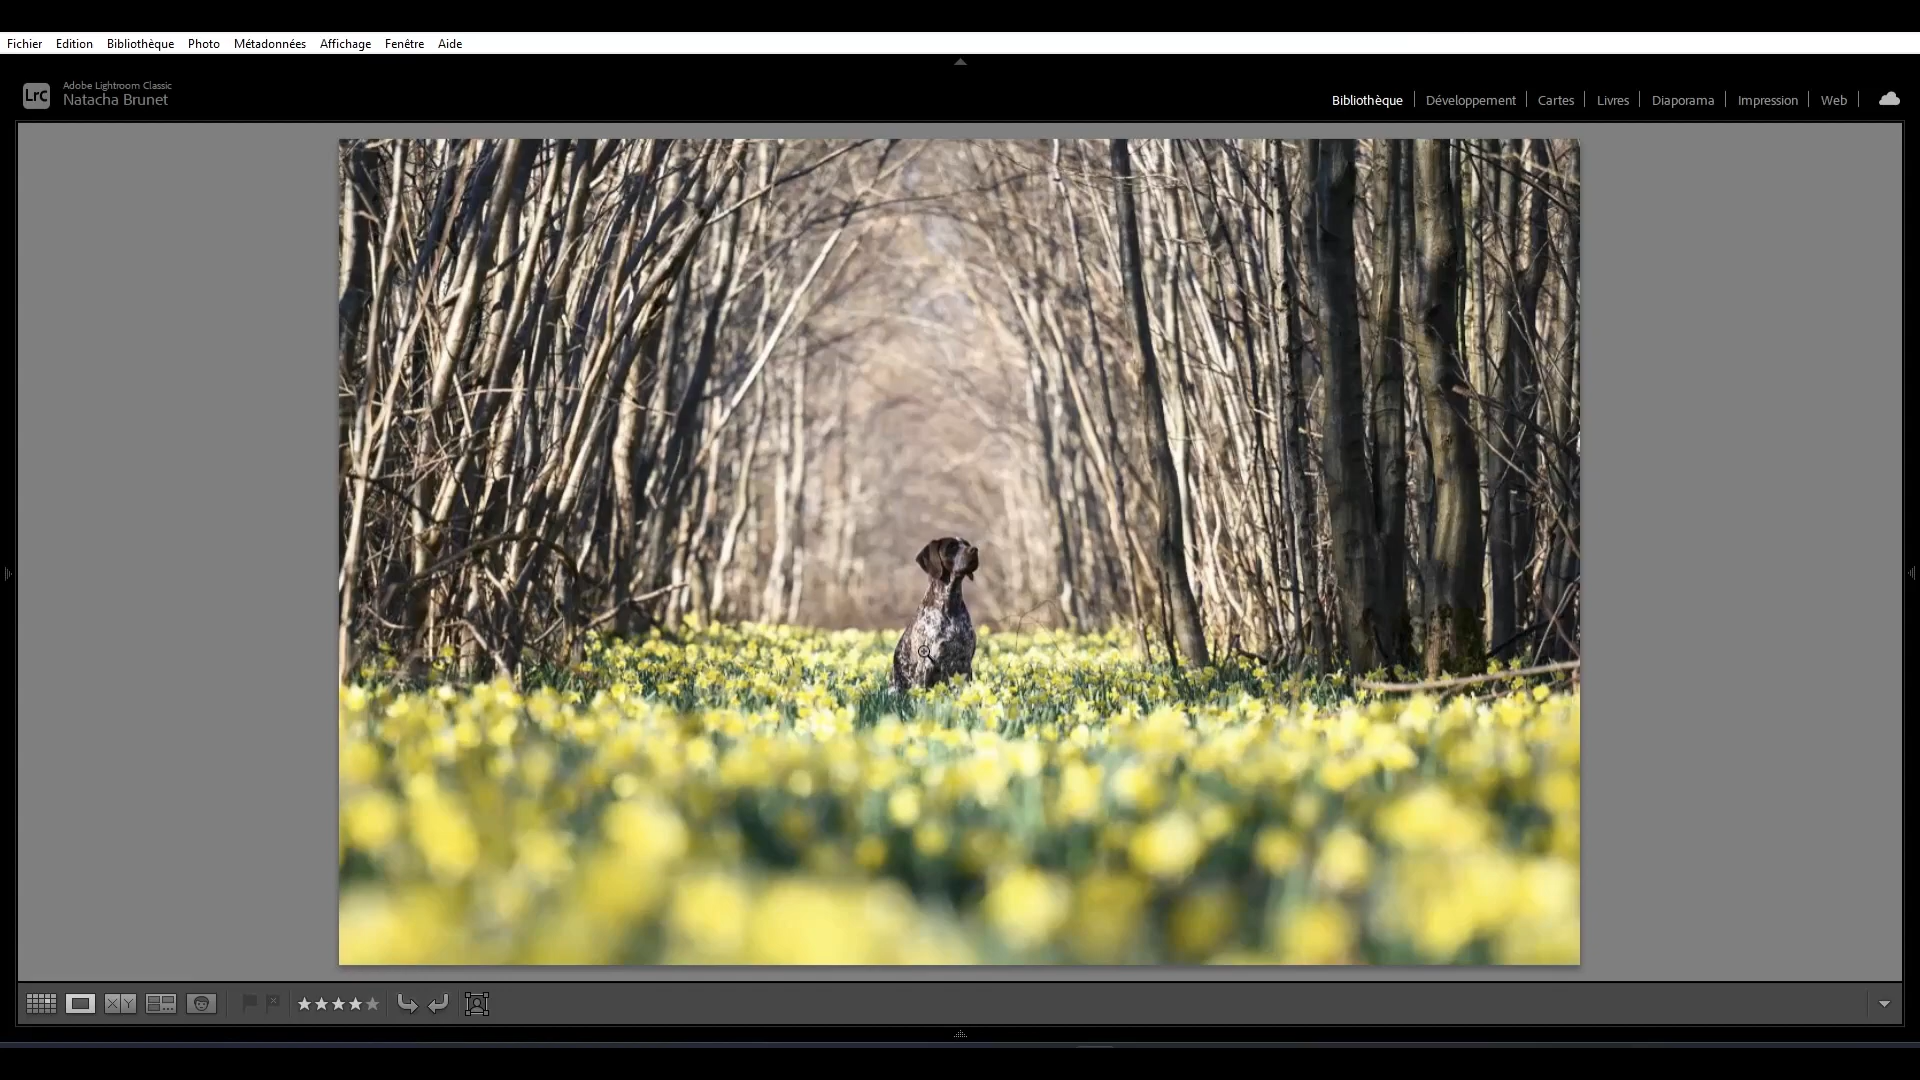 Fichier Edition Bibliothèque Photo Métadonnées Affichage Fenêtre Aide
LrC
Adobe Lightroom Classic
Natacha Brunet
Bibliothèque Développement Cartes Livres Diaporama Impression Web
X Y